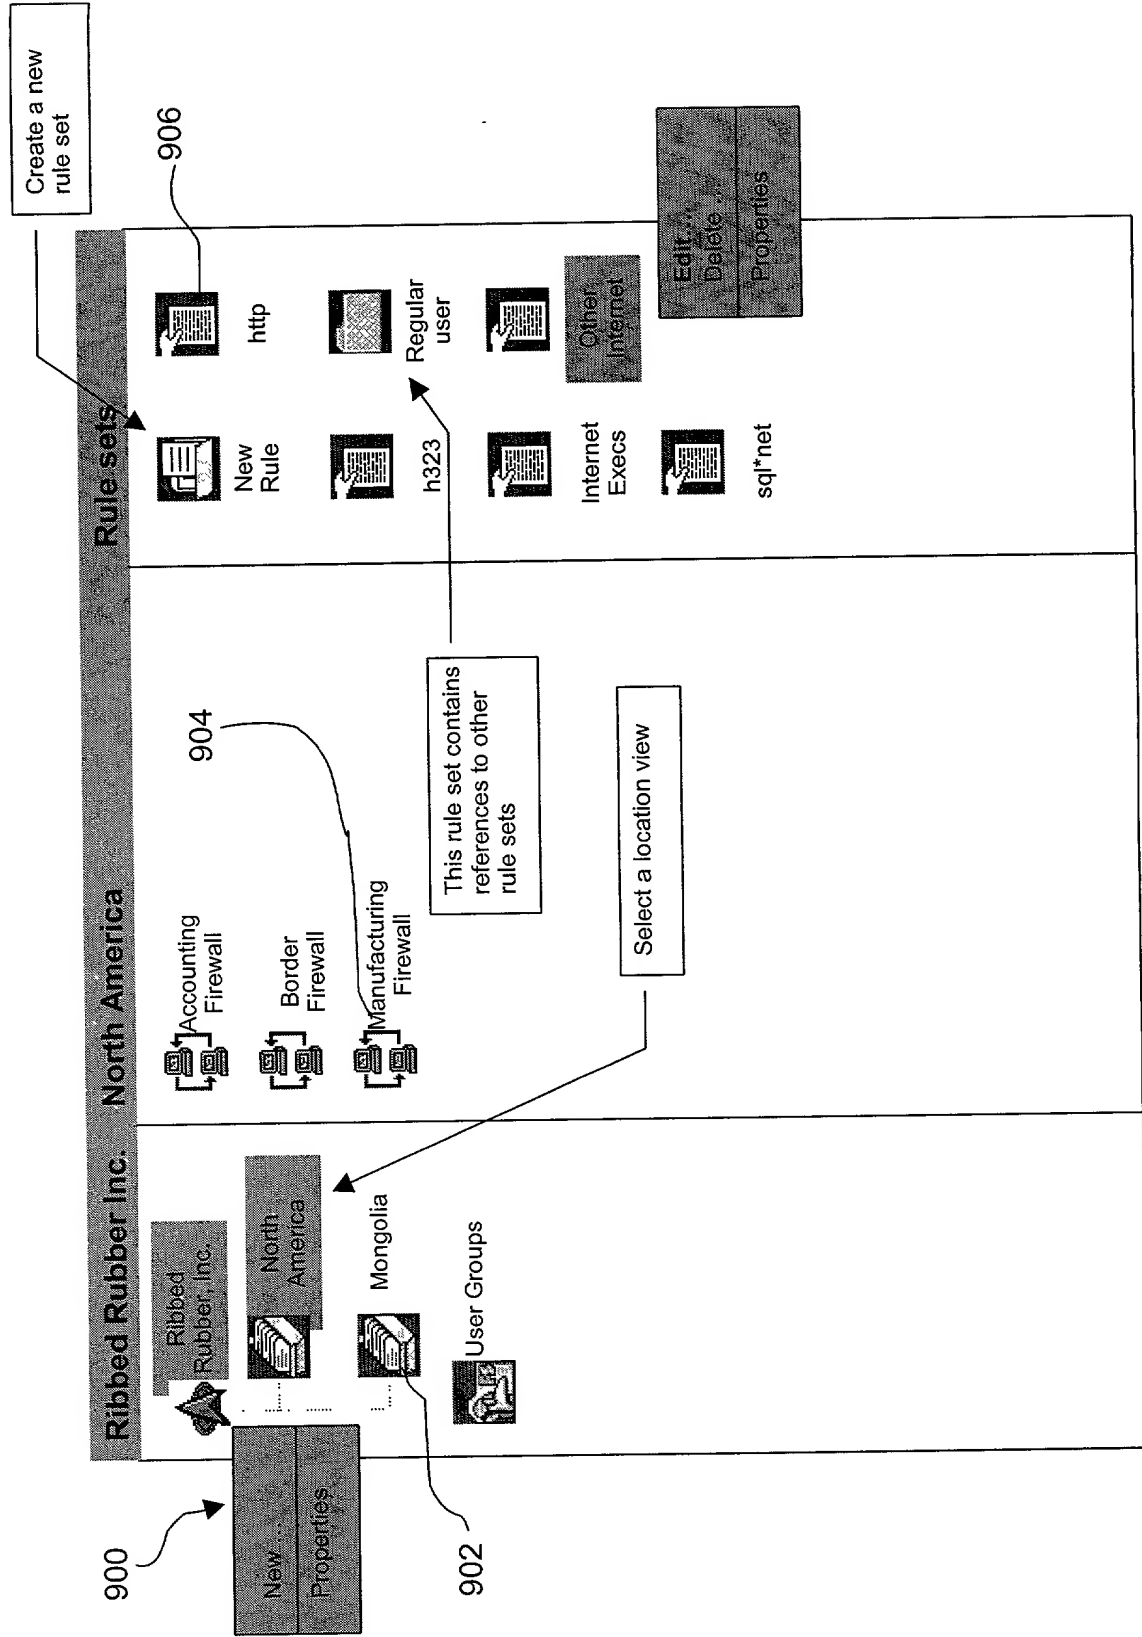 Create a new
rule set
906
Ribbed Rubber Inc.
North America
Rule sets
Ribbed
Rubber, Inc.
North
America
Mongolia
User Groups
900
New ....
Properties
902
Accounting
Firewall
Border
Firewall
Manufacturing
Firewall
904
This rule set contains
references to other
rule sets
Select a location view
New
Rule
http
h323
Regular
user
Internet
Execs
Other
Internet
sql*net
Edit....
Delete ...
Properties